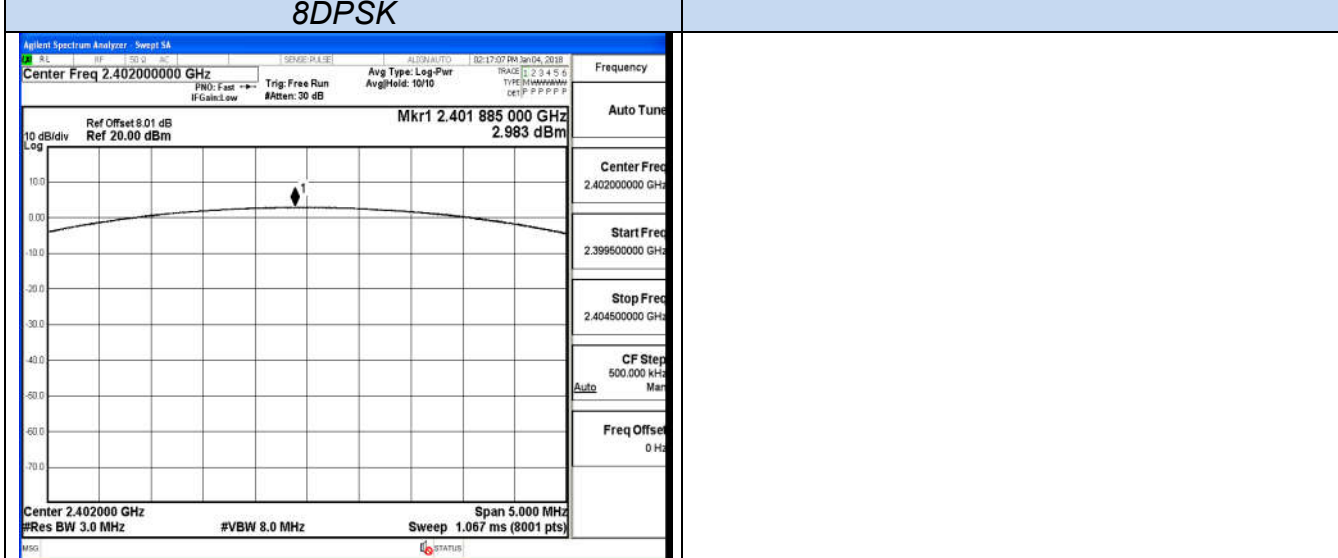 8DPSK
Agilent Spectrum Analyzer - Swept SA
RL RF 50 Ω AC SENSE:PULSE ALIGNAUTO 02:17:07 PM Jan 04, 2018
Center Freq 2.402000000 GHz
PNO: Fast
IFGain:Low
Trig: Free Run
#Atten: 30 dB
Avg Type: Log-Pwr
Avg|Hold: 10/10
TRACE 1 2 3 4 5 6
TYPE M
DET P P P P P P
Frequency
Auto Tune
Center Freq
2.402000000 GHz
Start Freq
2.399500000 GHz
Stop Freq
2.404500000 GHz
CF Step
500.000 kHz
Auto Man
Freq Offset
0 Hz
Mkr1 2.401 885 000 GHz
2.983 dBm
Ref Offset 8.01 dB
10 dB/div Ref 20.00 dBm
Log
1
10.0
0.00
-10.0
-20.0
-30.0
-40.0
-50.0
-60.0
-70.0
Center 2.402000 GHz Span 5.000 MHz
#Res BW 3.0 MHz #VBW 8.0 MHz Sweep 1.067 ms (8001 pts)
MSG STATUS